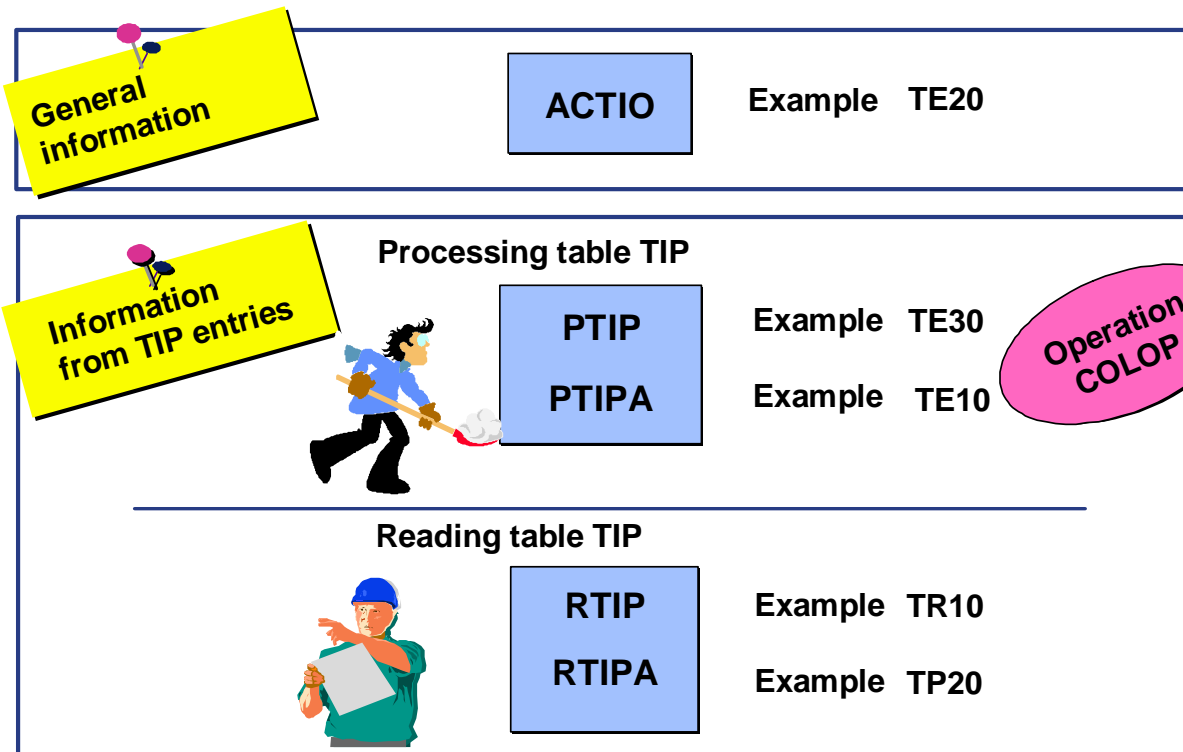 General
information
ACTIO Example TE20
Information
from TIP entries
Processing table TIP
PTIP Example TE30
PTIPA Example TE10
Operation
COLOP
Reading table TIP
RTIP Example TR10
RTIPA Example TP20